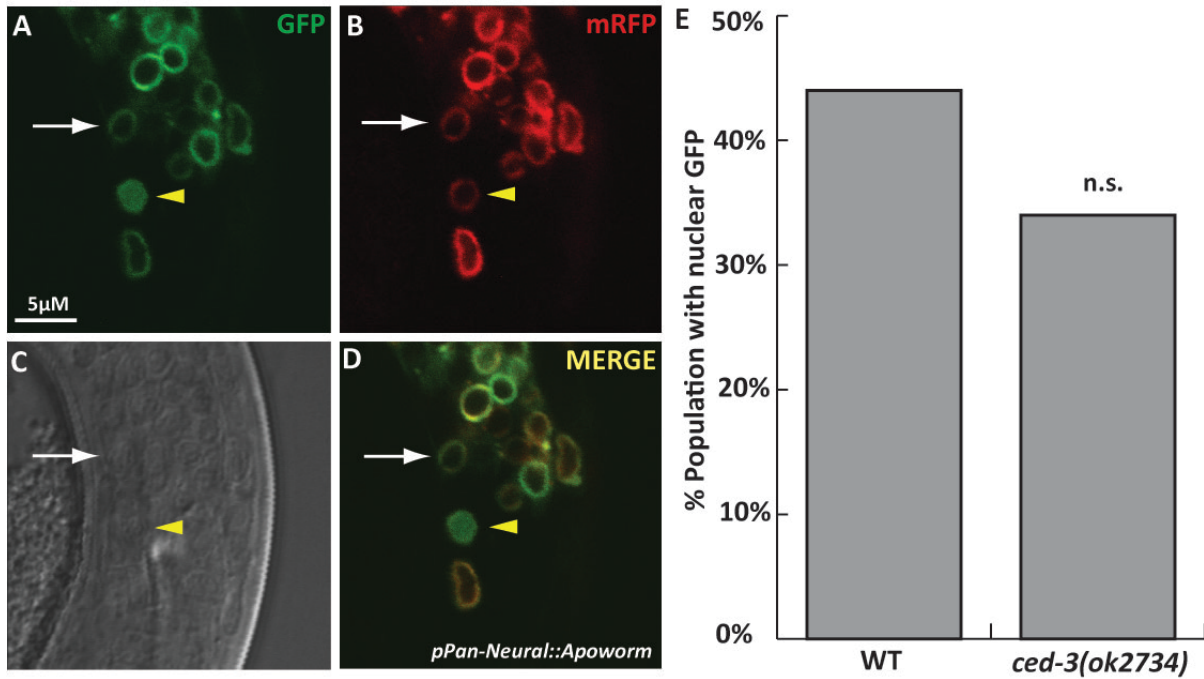 A GFP
B mRFP
5µM
C
D MERGE
pPan-Neural::Apoworm
E
% Population with nuclear GFP
50%
40%
30%
20%
10%
0%
n.s.
WT
ced-3(ok2734)